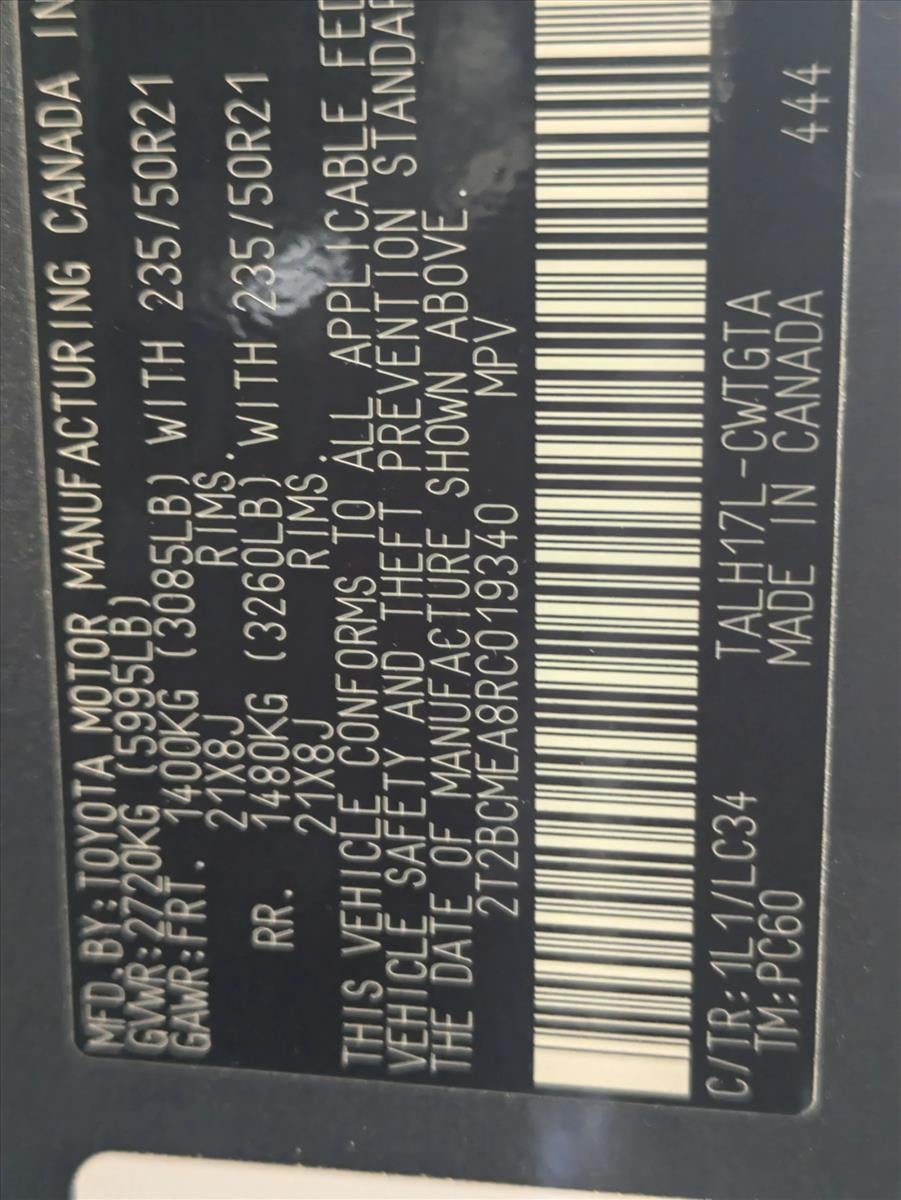 MFD.BY:TOYOTA MOTOR MANUFACTURING CANADA IN
GVWR:2720KG (5995LB)
GAWR:FRT. 1400KG (3085LB) WITH 235/50R21
21X8J RIMS.
RR. 1480KG (3260LB) WITH 235/50R21
21X8J RIMS
THIS VEHICLE CONFORMS TO ALL APPLICABLE FED
VEHICLE SAFETY AND THEFT PREVENTION STANDAR
THE DATE OF MANUFACTURE SHOWN ABOVE.
2T2BCMEA8RC019340 MPV
C/TR:1L1/LC34 TALH17L-CWTGTA
TM:PC60 MADE IN CANADA 444